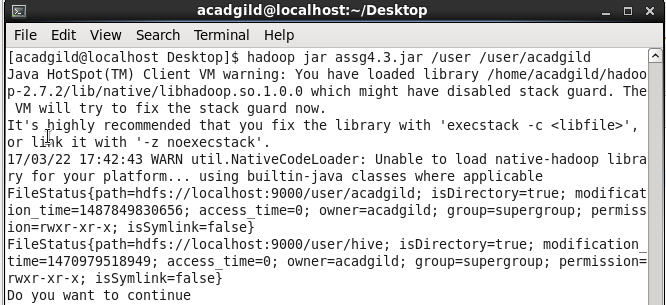 acadgild@localhost:~/Desktop
File Edit View Search Terminal Help
[acadgild@localhost Desktop]$ hadoop jar assg4.3.jar /user /user/acadgild
Java HotSpot(TM) Client VM warning: You have loaded library /home/acadgild/hadoo
p-2.7.2/lib/native/libhadoop.so.1.0.0 which might have disabled stack guard. The
 VM will try to fix the stack guard now.
It's highly recommended that you fix the library with 'execstack -c <libfile>',
or link it with '-z noexecstack'.
17/03/22 17:42:43 WARN util.NativeCodeLoader: Unable to load native-hadoop libra
ry for your platform... using builtin-java classes where applicable
FileStatus{path=hdfs://localhost:9000/user/acadgild; isDirectory=true; modificat
ion_time=1487849830656; access_time=0; owner=acadgild; group=supergroup; permiss
ion=rwxr-xr-x; isSymlink=false}
FileStatus{path=hdfs://localhost:9000/user/hive; isDirectory=true; modification_
time=1470979518949; access_time=0; owner=acadgild; group=supergroup; permission=
rwxr-xr-x; isSymlink=false}
Do you want to continue